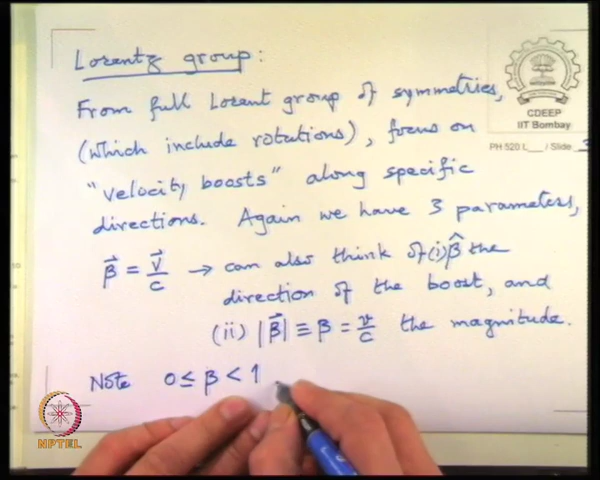 Lorentz group :
CDEEP
IIT Bombay
PH 520 L___ / Slide
From full Lorent group of symmetries,
(which include rotations), focus on
"velocity boosts" along specific
directions. Again we have 3 parameters,
β⃗ = v⃗/c → can also think of (i) β̂ the
direction of the boost, and
(ii) |β⃗| ≡ β = v/c the magnitude.
Note 0 ≤ β < 1
NPTEL